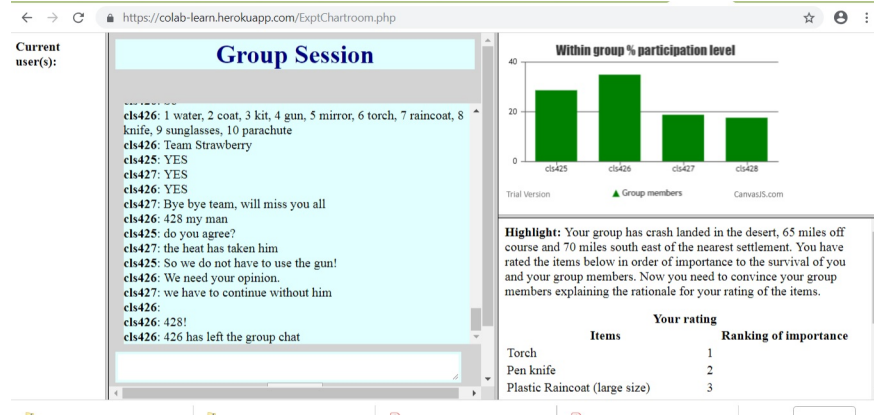 https://colab-learn.herokuapp.com/ExptChartroom.php
Current
user(s):
Group Session
cls426: 1 water, 2 coat, 3 kit, 4 gun, 5 mirror, 6 torch, 7 raincoat, 8
knife, 9 sunglasses, 10 parachute
cls426: Team Strawberry
cls425: YES
cls427: YES
cls426: YES
cls427: Bye bye team, will miss you all
cls426: 428 my man
cls425: do you agree?
cls427: the heat has taken him
cls425: So we do not have to use the gun!
cls426: We need your opinion.
cls427: we have to continue without him
cls426:
cls426: 428!
cls426: 426 has left the group chat
Within group % participation level
40
20
0
cls425 cls426 cls427 cls428
Trial Version
Group members
CanvasJS.com
Highlight: Your group has crash landed in the desert, 65 miles off
course and 70 miles south east of the nearest settlement. You have
rated the items below in order of importance to the survival of you
and your group members. Now you need to convince your group
members explaining the rationale for your rating of the items.
Your rating
Items Ranking of importance
Torch 1
Pen knife 2
Plastic Raincoat (large size) 3